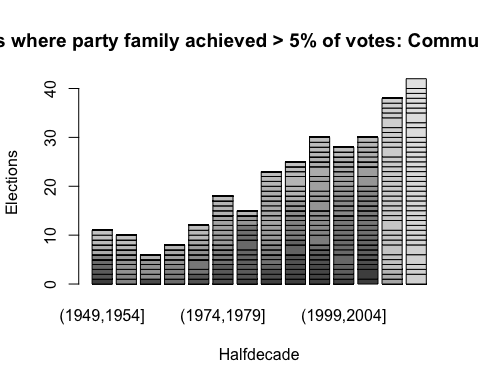 s where party family achieved > 5% of votes: Commu
40
30
20
10
0
Elections
(1949,1954] (1974,1979] (1999,2004]
Halfdecade